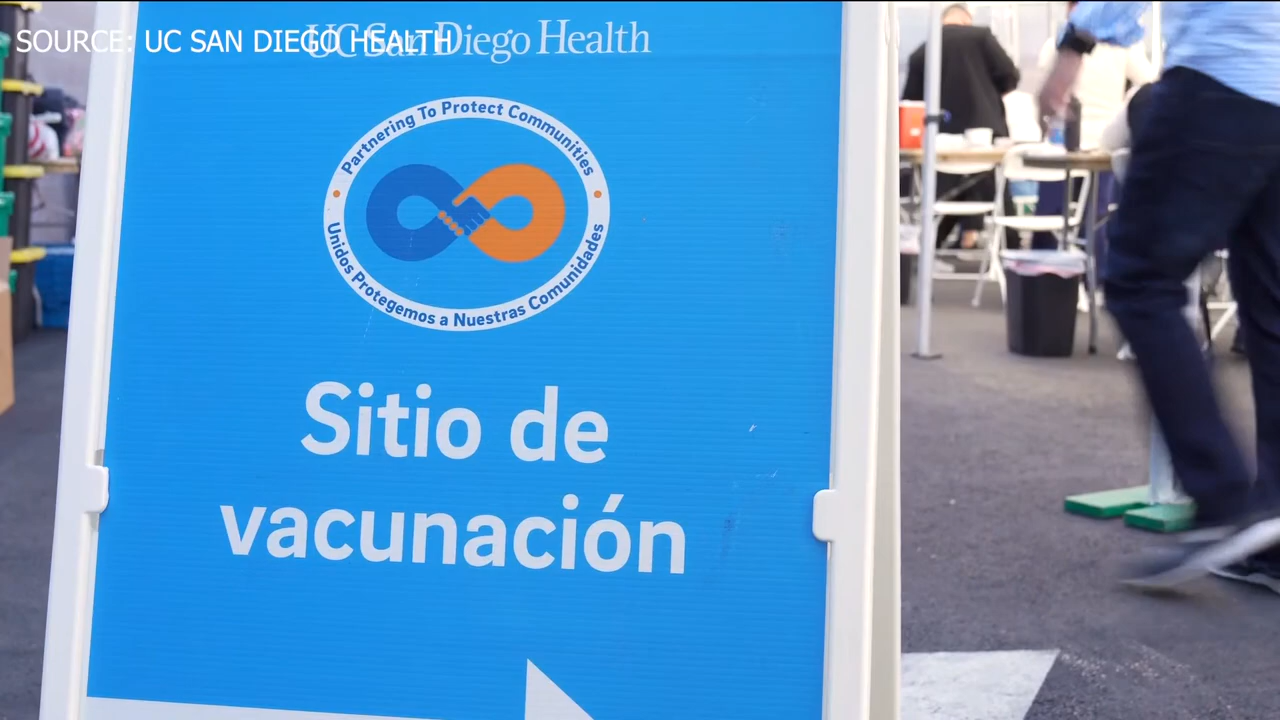 SOURCE: UC SAN DIEGO HEALTH
UC San Diego Health
Partnering To Protect Communities
Unidos Protegemos a Nuestras Comunidades
Sitio de
vacunación